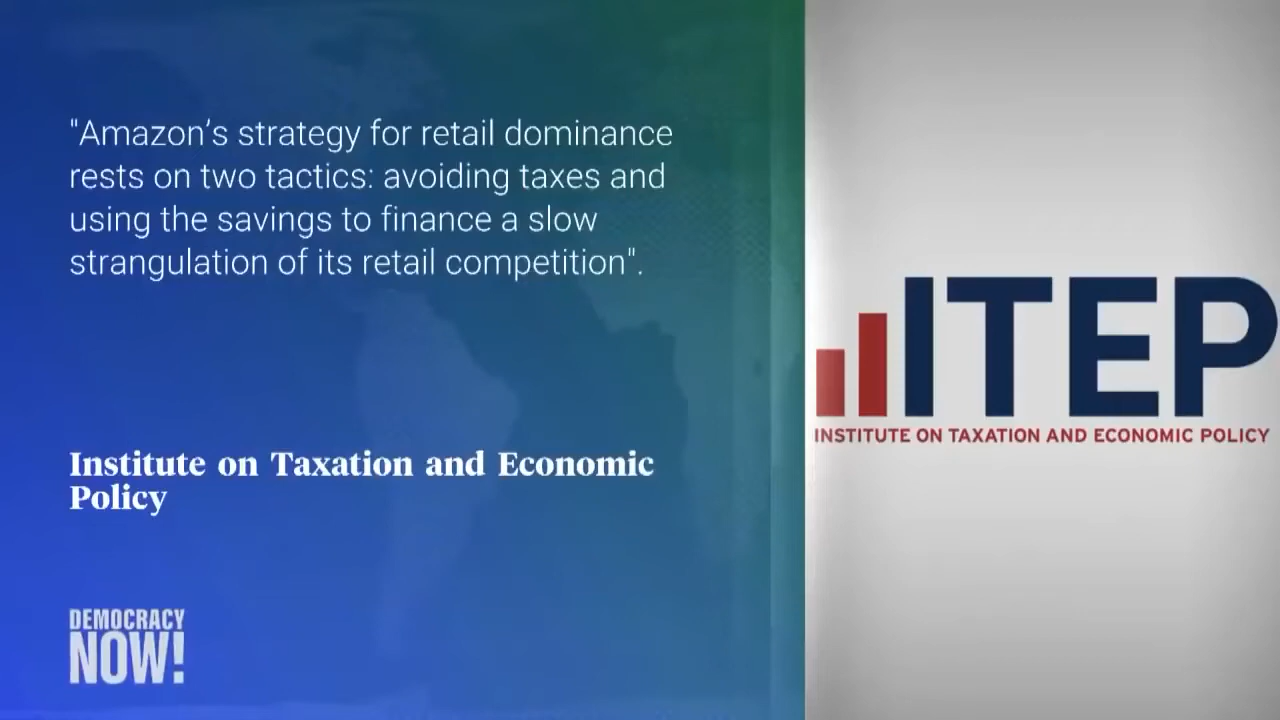 "Amazon’s strategy for retail dominance
rests on two tactics: avoiding taxes and
using the savings to finance a slow
strangulation of its retail competition".
Institute on Taxation and Economic
Policy
DEMOCRACY
NOW!
ITEP
INSTITUTE ON TAXATION AND ECONOMIC POLICY